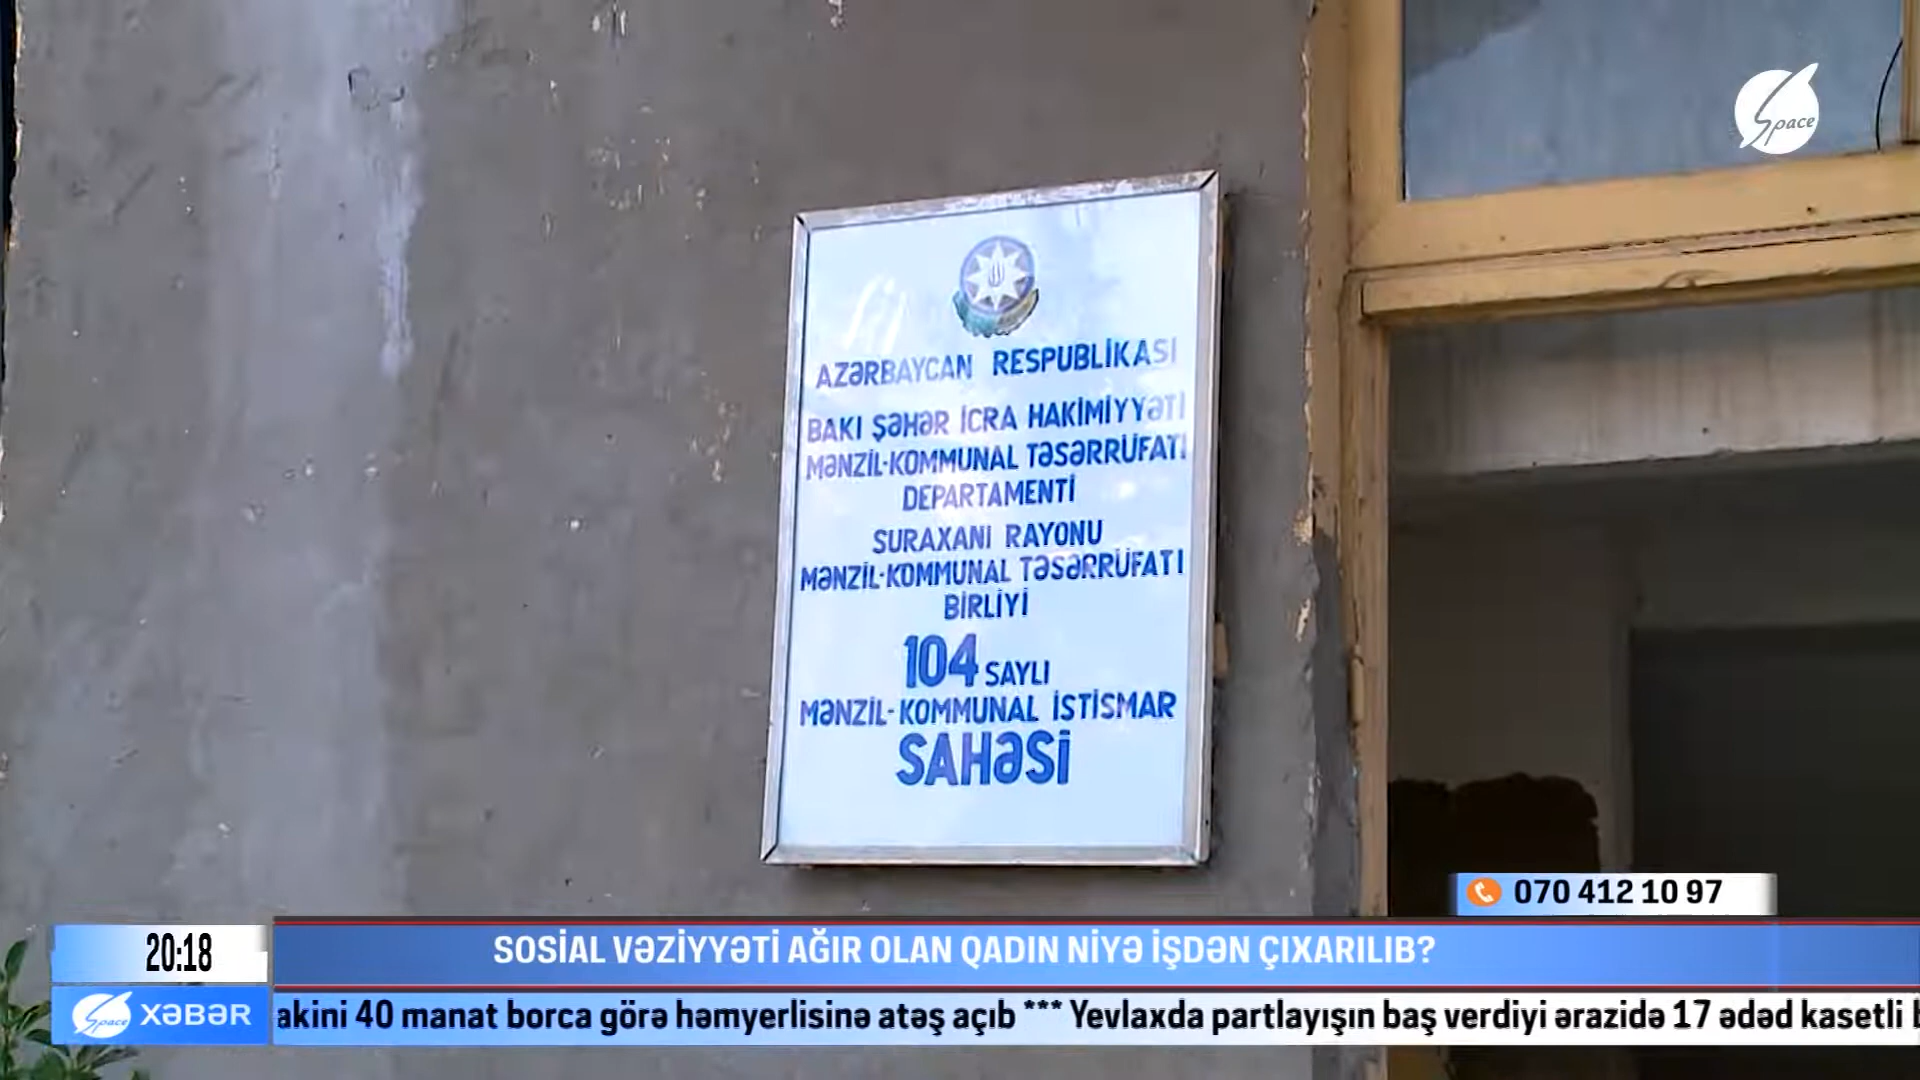 Space
AZƏRBAYCAN RESPUBLİKASI
BAKI ŞƏHƏR İCRA HAKİMİYYƏTİ
MƏNZİL-KOMMUNAL TƏSƏRRÜFATI
DEPARTAMENTİ
SURAXANI RAYONU
MƏNZİL-KOMMUNAL TƏSƏRRÜFATI
BİRLİYİ
104 SAYLI
MƏNZİL-KOMMUNAL İSTİSMAR
SAHƏSİ
070 412 10 97
20:18
SOSİAL VƏZİYYƏTİ AĞIR OLAN QADIN NİYƏ İŞDƏN ÇIXARILIB?
Space XƏBƏR
akini 40 manat borca görə həmyerlisinə atəş açıb *** Yevlaxda partlayışın baş verdiyi ərazidə 17 ədəd kasetli